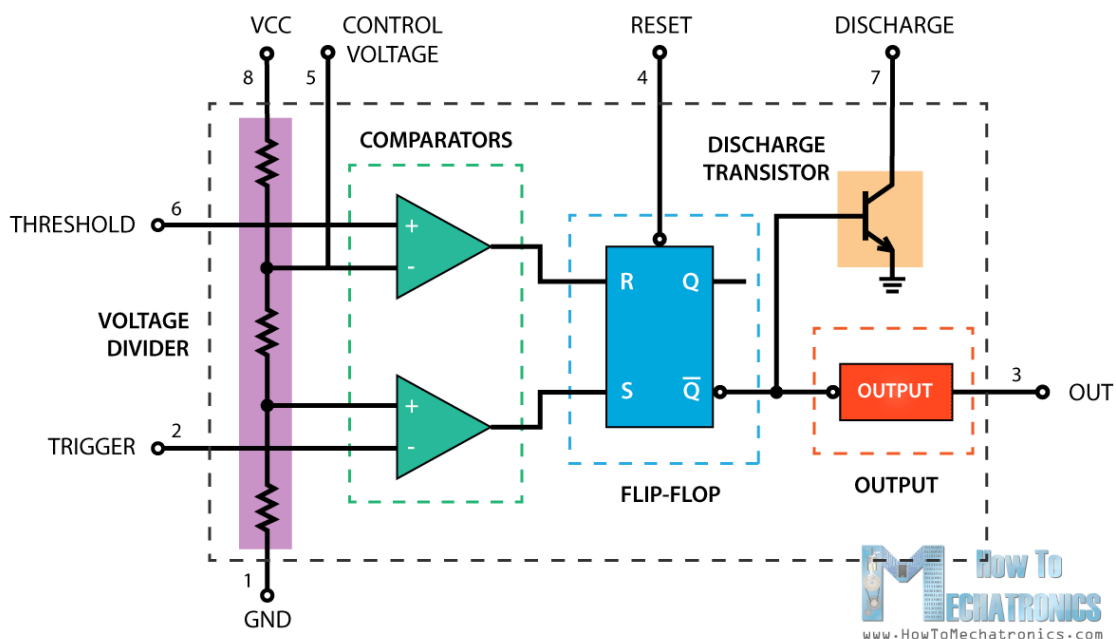 VCC
CONTROL
VOLTAGE
RESET
DISCHARGE
8
5
4
7
COMPARATORS
DISCHARGE
TRANSISTOR
THRESHOLD
6
+
-
R
Q
VOLTAGE
DIVIDER
S
Q̅
OUTPUT
3
OUT
TRIGGER
2
+
-
FLIP-FLOP
OUTPUT
1
GND
How To
MECHATRONICS
www.HowToMechatronics.com